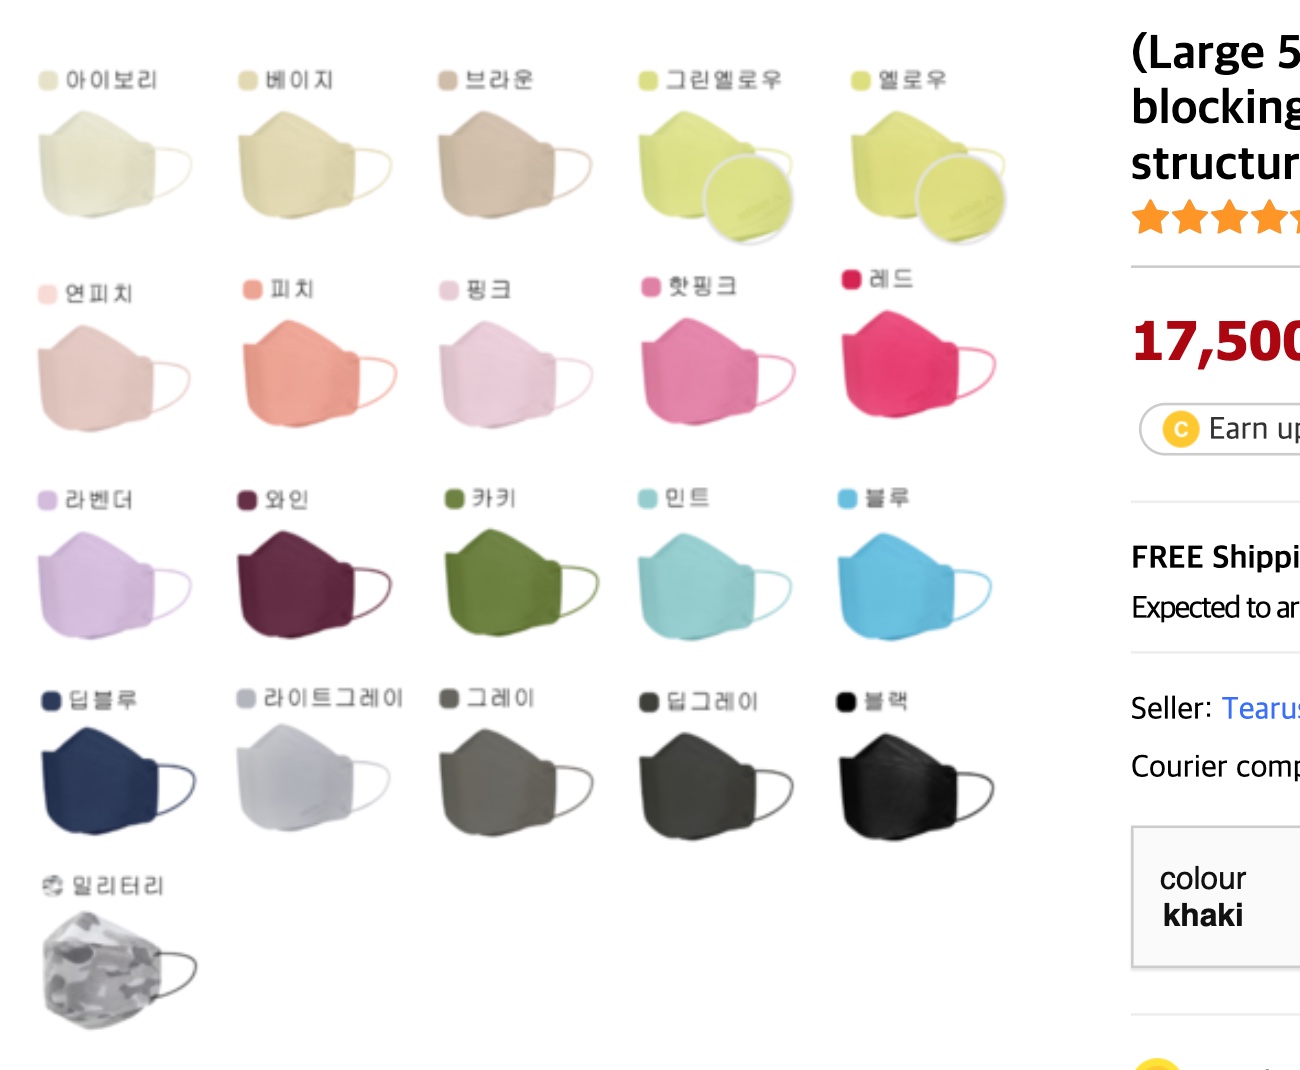 아이보리
베이지
브라운
그린옐로우
옐로우
연피치
피치
핑크
핫핑크
레드
라벤더
와인
카키
민트
블루
딥블루
라이트그레이
그레이
딥그레이
블랙
밀리터리
(Large 5
blocking
structur
17,500
C Earn up
FREE Shippi
Expected to ar
Seller: Tearus
Courier comp
colour
khaki